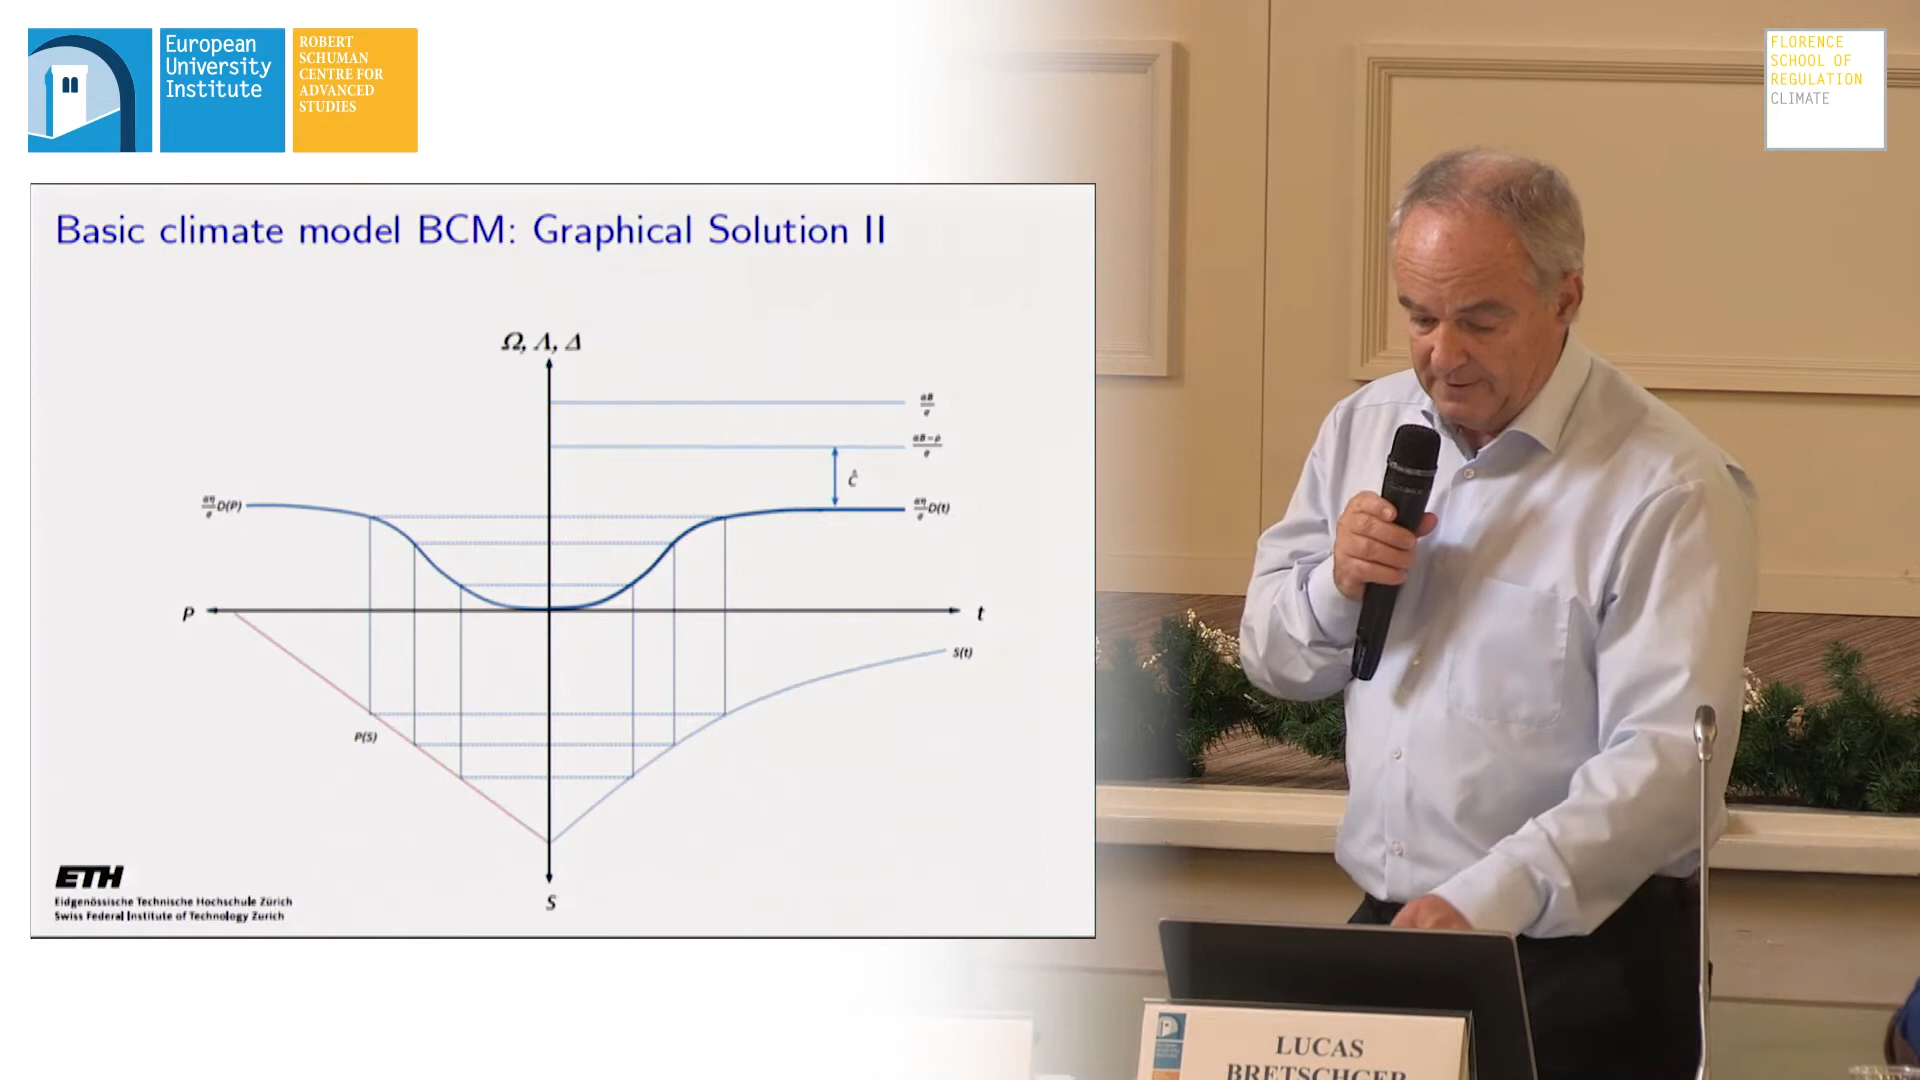 European
University
Institute
ROBERT
SCHUMAN
CENTRE FOR
ADVANCED
STUDIES
FLORENCE
SCHOOL OF
REGULATION
CLIMATE
Basic climate model BCM: Graphical Solution II
Ω, Λ, Δ
Ĉ
D(P)
D(t)
P
t
S(t)
P(S)
S
ETH
Eidgenössische Technische Hochschule Zürich
Swiss Federal Institute of Technology Zurich
LUCAS
BRETSCHGER